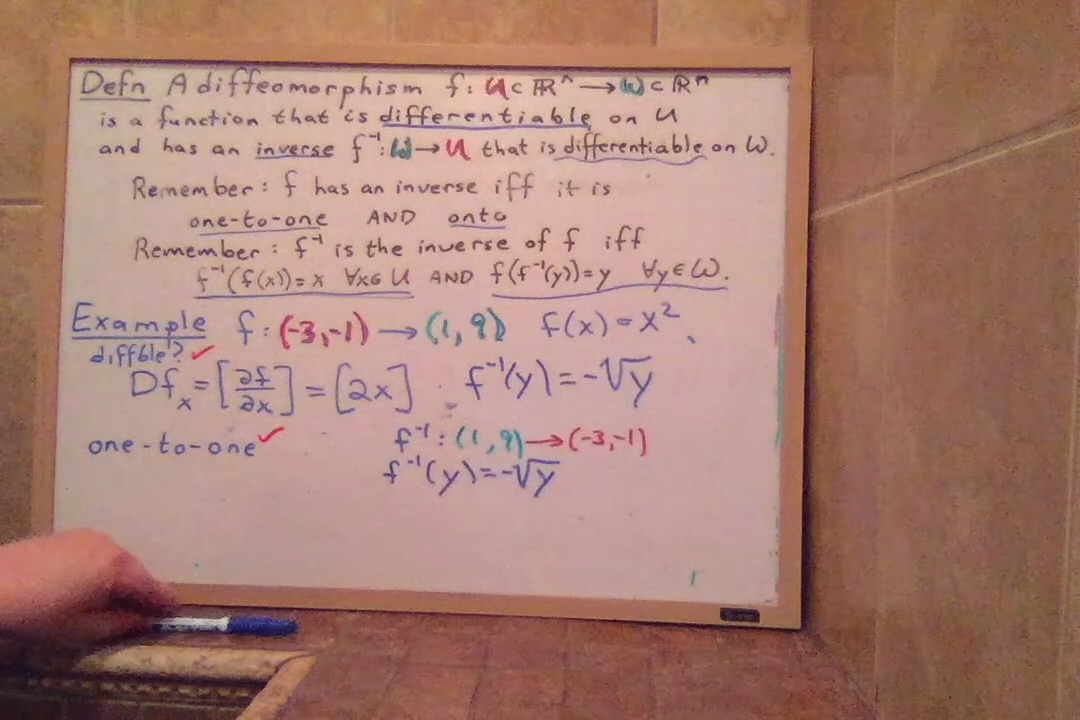 Defn A diffeomorphism f: U⊂ℝⁿ→W⊂ℝⁿ
is a function that is differentiable on U
and has an inverse f⁻¹: W→U that is differentiable on W.
Remember: f has an inverse iff it is
one-to-one AND onto
Remember: f⁻¹ is the inverse of f iff
f⁻¹(f(x))=x ∀x∈U AND f(f⁻¹(y))=y ∀y∈W.
Example f: (-3,-1)→(1,9) f(x)=x²
diffble? ✓
Df_x = [∂f/∂x] = [2x] f⁻¹(y)=-√y
one-to-one ✓ f⁻¹: (1,9)→(-3,-1)
f⁻¹(y)=-√y